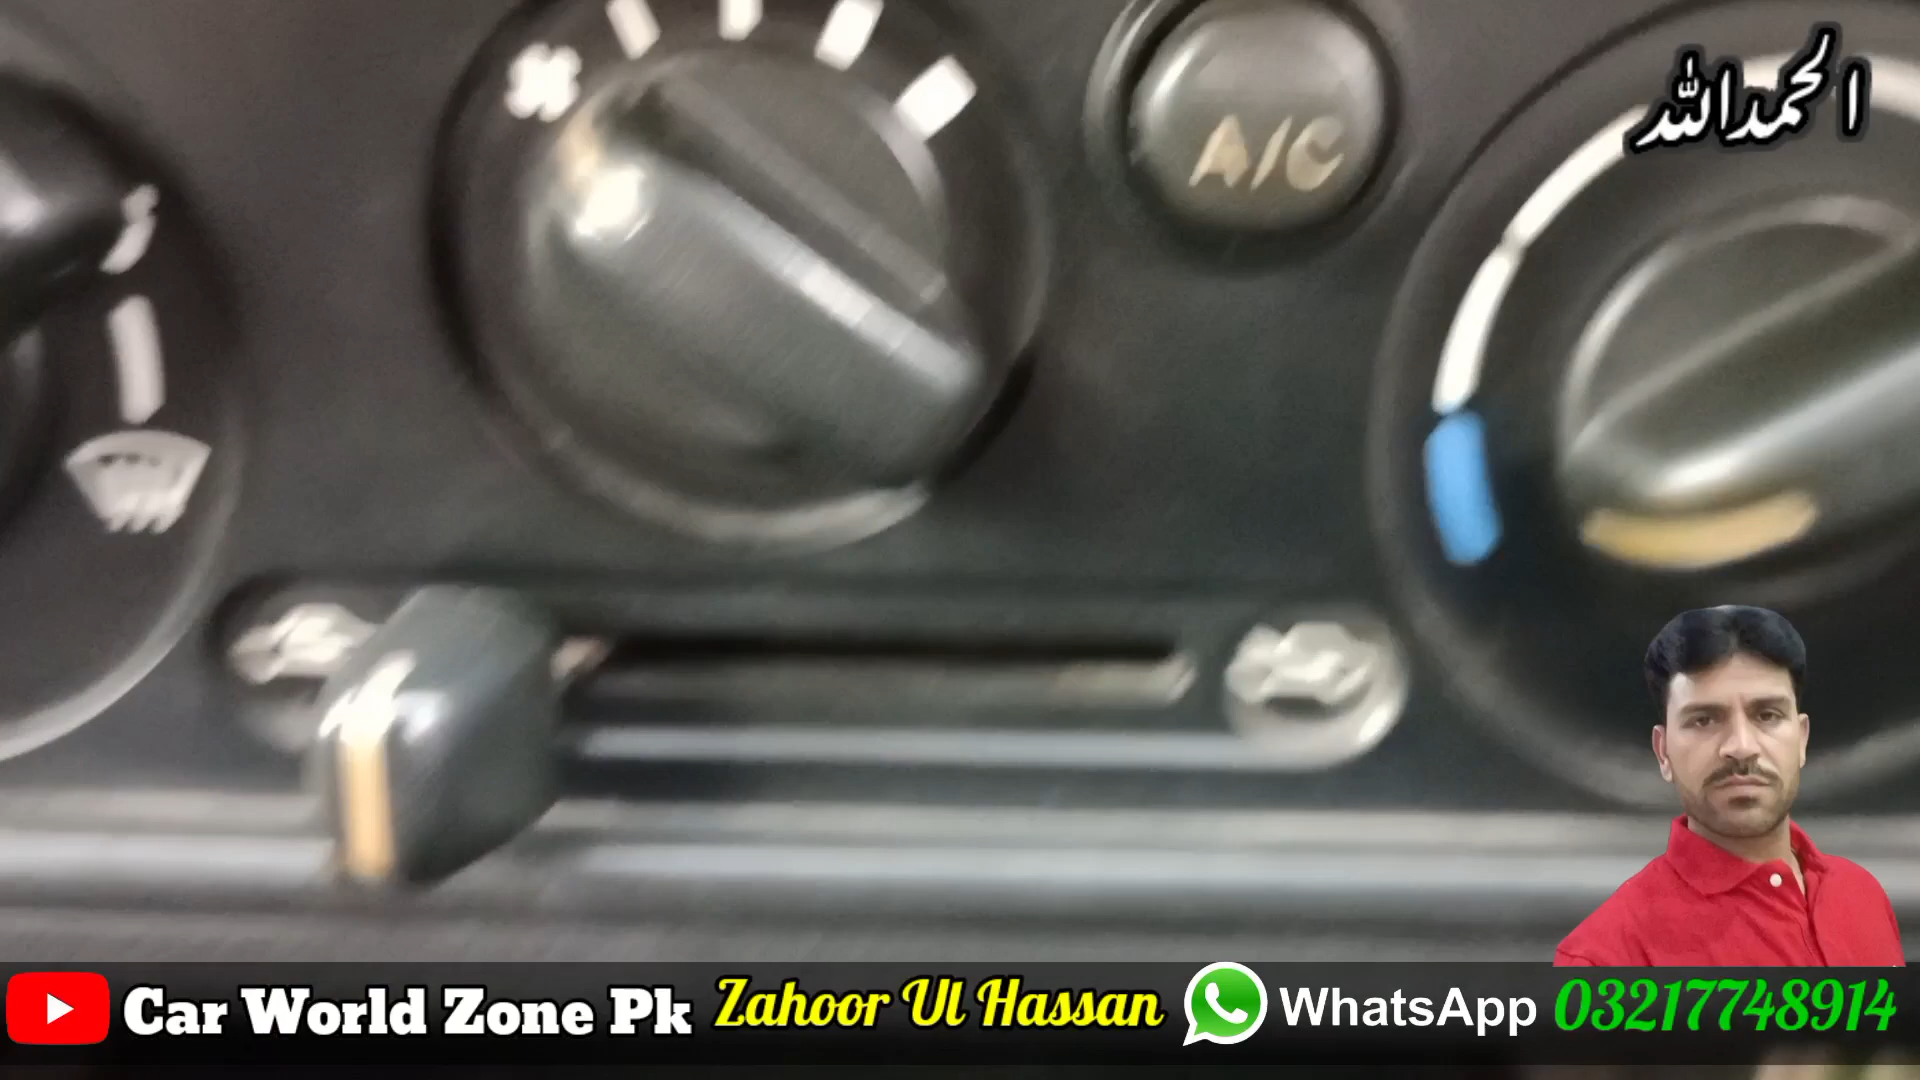 الحمدالله
A/C
Car World Zone Pk Zahoor Ul Hassan WhatsApp 03217748914